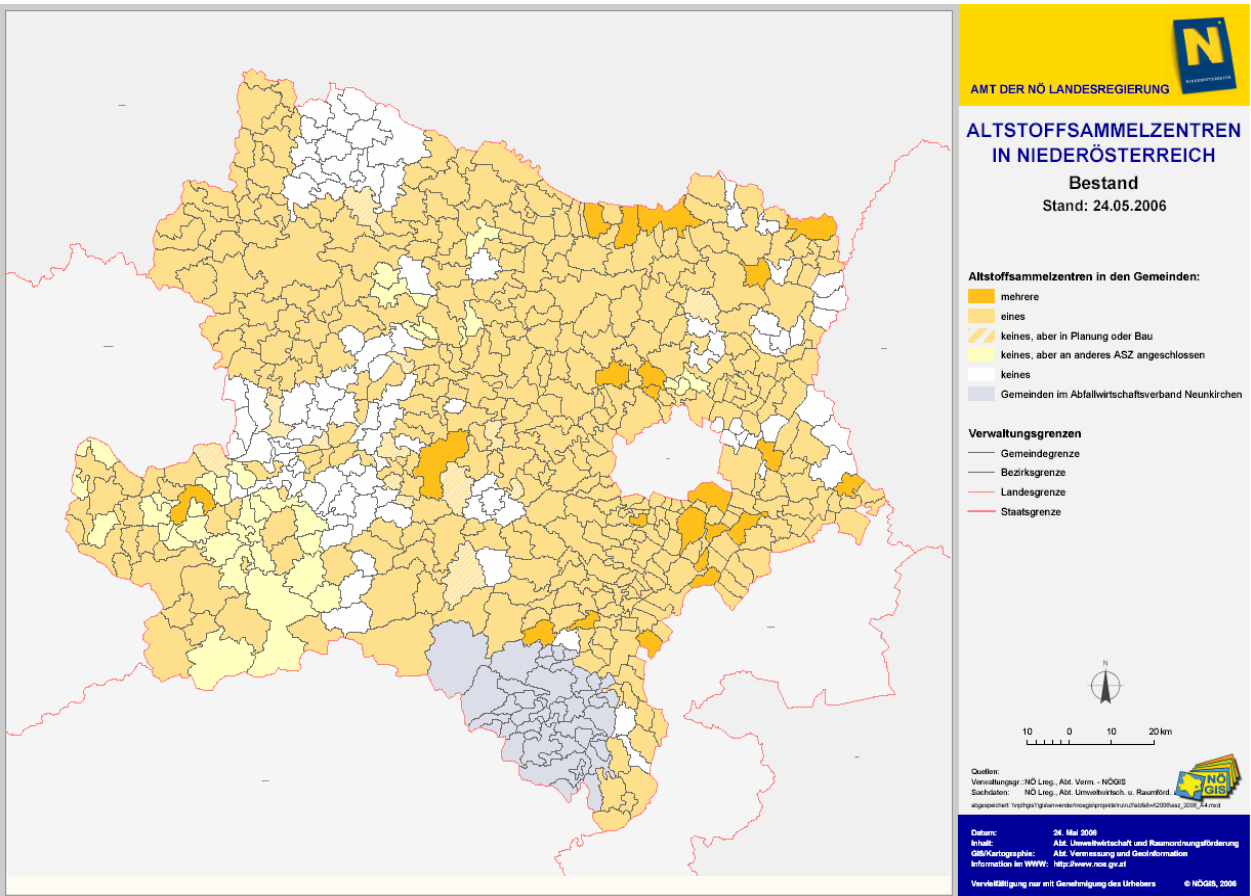 N
NIEDERÖSTERREICH
AMT DER NÖ LANDESREGIERUNG
ALTSTOFFSAMMELZENTREN
IN NIEDERÖSTERREICH
Bestand
Stand: 24.05.2006
Altstoffsammelzentren in den Gemeinden:
mehrere
eines
keines, aber in Planung oder Bau
keines, aber an anderes ASZ angeschlossen
keines
Gemeinden im Abfallwirtschaftsverband Neunkirchen
Verwaltungsgrenzen
Gemeindegrenze
Bezirksgrenze
Landesgrenze
Staatsgrenze
N
10 0 10 20 km
Quellen:
Verwaltungsgr.: NÖ Lreg., Abt. Verm. - NÖGIS
Sachdaten: NÖ Lreg., Abt. Umweltwirtsch. u. Raumförd.
NÖ
GIS
abgespeichert:
Datum: 24. Mai 2006
Inhalt: Abt. Umweltwirtschaft und Raumordnungsförderung
GIS/Kartographie: Abt. Vermessung und Geoinformation
Information im WWW: http://www.noe.gv.at
Vervielfältigung nur mit Genehmigung des Urhebers © NÖGIS, 2006